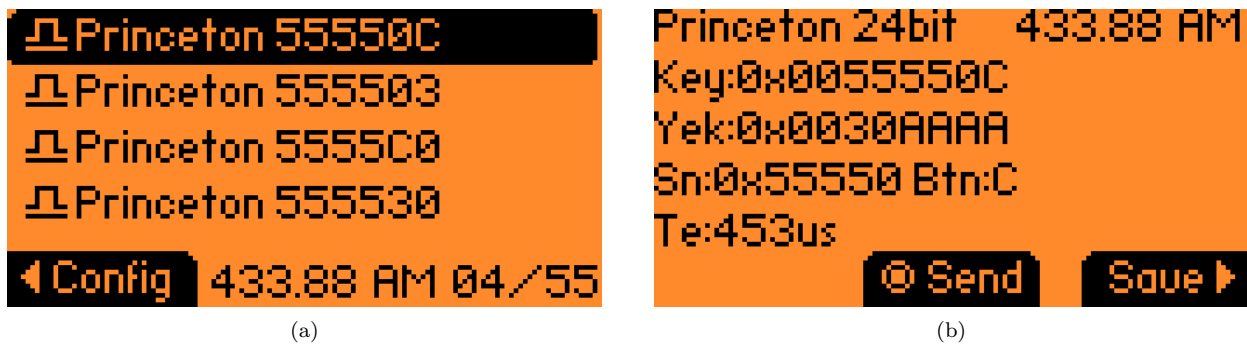 Princeton 55550C
Princeton 555503
Princeton 5555C0
Princeton 555530
Config 433.88 AM 04/55
(a)
Princeton 24bit 433.88 AM
Key:0x0055550C
Yek:0x0030AAAA
Sn:0x55550 Btn:C
Te:453us
Send Save
(b)